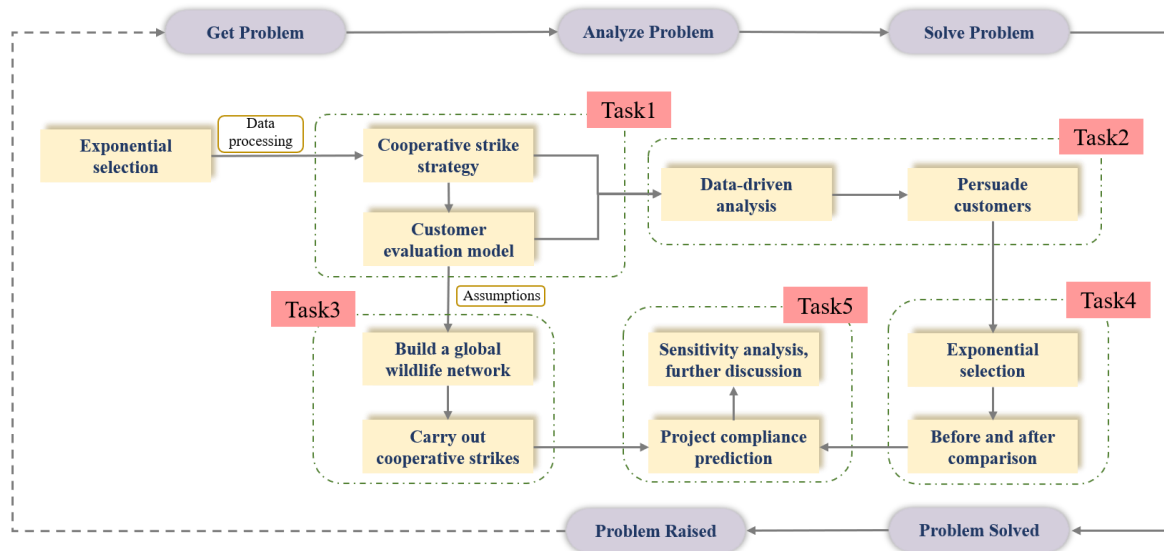 Get Problem
Analyze Problem
Solve Problem
Task1
Data
processing
Exponential
selection
Cooperative strike
strategy
Task2
Data-driven
analysis
Persuade
customers
Customer
evaluation model
Assumptions
Task3
Task5
Task4
Build a global
wildlife network
Sensitivity analysis,
further discussion
Exponential
selection
Carry out
cooperative strikes
Project compliance
prediction
Before and after
comparison
Problem Raised
Problem Solved